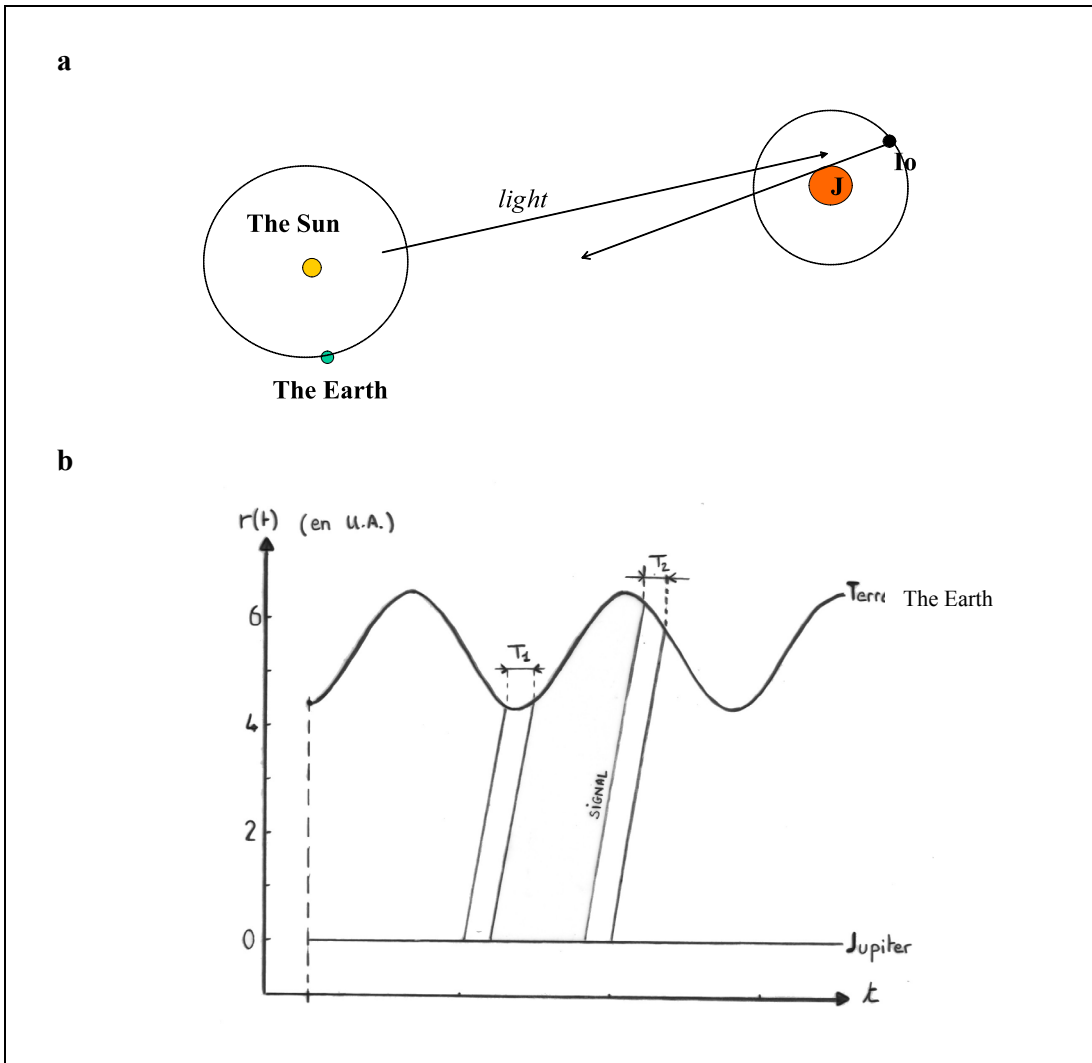 a
The Sun
light
J
Io
The Earth
b
r(t) (en U.A.)
T2
Terre The Earth
6
T1
4
SIGNAL
2
0
Jupiter
t